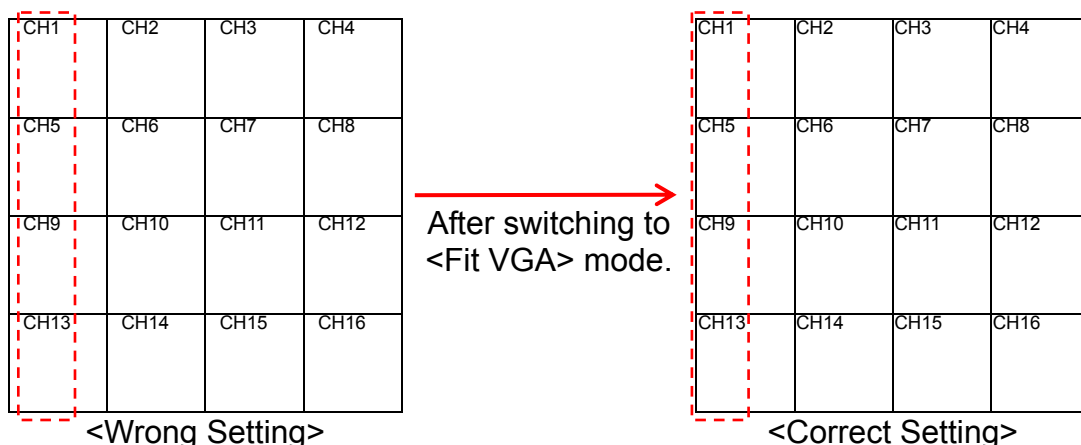 CH1 CH2 CH3 CH4
CH5 CH6 CH7 CH8
CH9 CH10 CH11 CH12
CH13 CH14 CH15 CH16
<Wrong Setting>
After switching to
<Fit VGA> mode.
CH1 CH2 CH3 CH4
CH5 CH6 CH7 CH8
CH9 CH10 CH11 CH12
CH13 CH14 CH15 CH16
<Correct Setting>